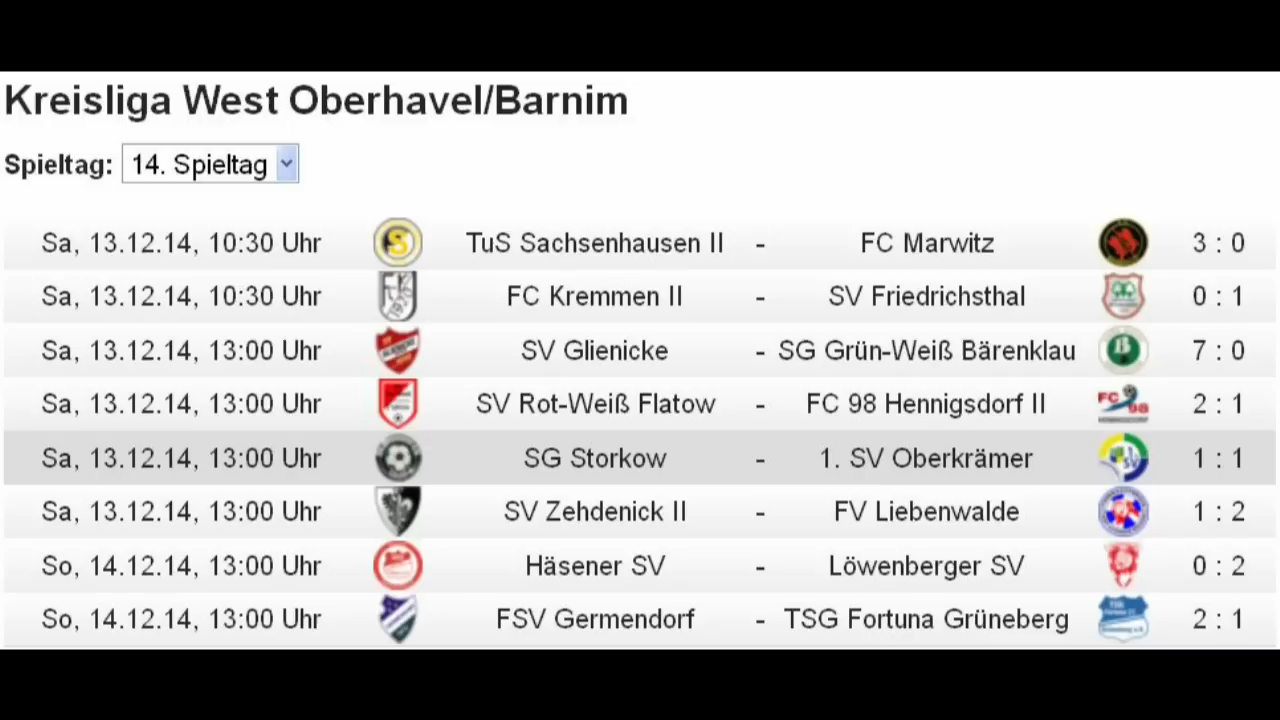 Kreisliga West Oberhavel/Barnim
Spieltag: 14. Spieltag
Sa, 13.12.14, 10:30 Uhr TuS Sachsenhausen II - FC Marwitz 3 : 0
Sa, 13.12.14, 10:30 Uhr FC Kremmen II - SV Friedrichsthal 0 : 1
Sa, 13.12.14, 13:00 Uhr SV Glienicke - SG Grün-Weiß Bärenklau 7 : 0
Sa, 13.12.14, 13:00 Uhr SV Rot-Weiß Flatow - FC 98 Hennigsdorf II 2 : 1
Sa, 13.12.14, 13:00 Uhr SG Storkow - 1. SV Oberkrämer 1 : 1
Sa, 13.12.14, 13:00 Uhr SV Zehdenick II - FV Liebenwalde 1 : 2
So, 14.12.14, 13:00 Uhr Häsener SV - Löwenberger SV 0 : 2
So, 14.12.14, 13:00 Uhr FSV Germendorf - TSG Fortuna Grüneberg 2 : 1